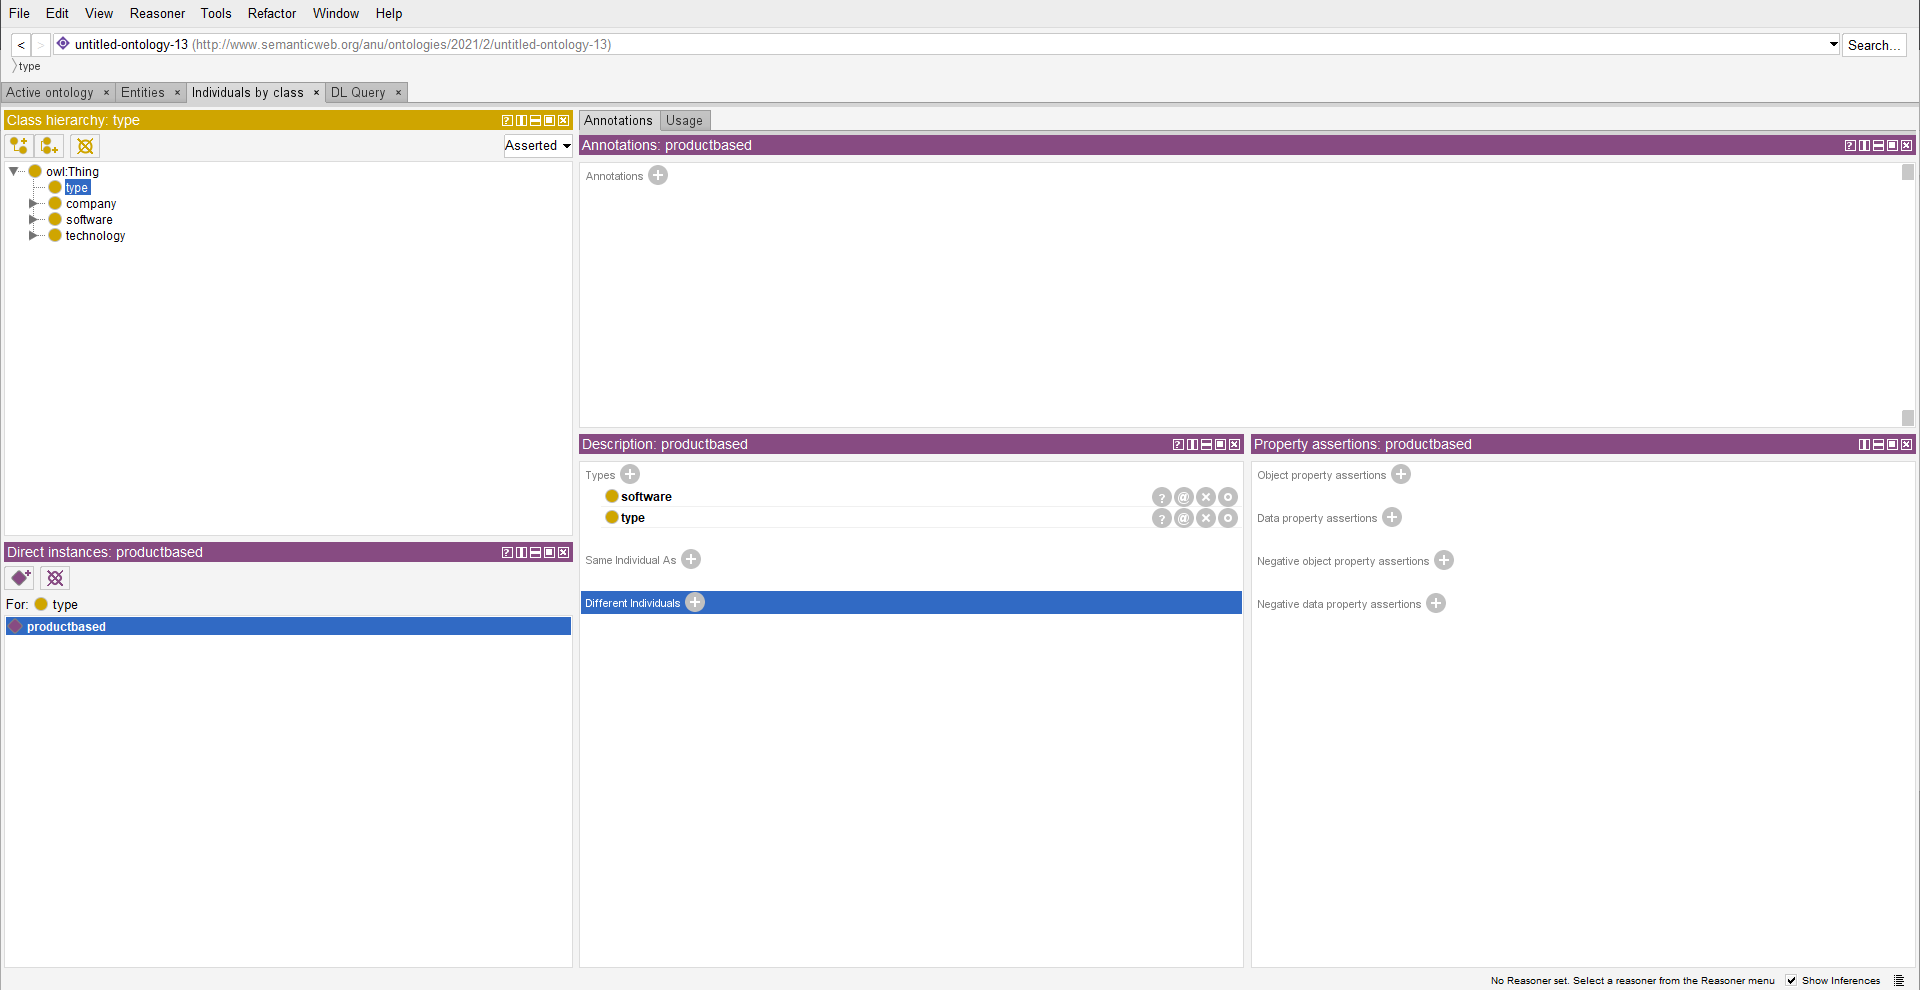 File Edit View Reasoner Tools Refactor Window Help
< > untitled-ontology-13 (http://www.semanticweb.org/anu/ontologies/2021/2/untitled-ontology-13) Search...
type
Active ontology × Entities × Individuals by class × DL Query ×
Class hierarchy: type
Asserted
owl:Thing
type
company
software
technology
Direct instances: productbased
For: type
productbased
Annotations Usage
Annotations: productbased
Annotations
Description: productbased
Types
software
type
Same Individual As
Different Individuals
Property assertions: productbased
Object property assertions
Data property assertions
Negative object property assertions
Negative data property assertions
No Reasoner set. Select a reasoner from the Reasoner menu Show Inferences